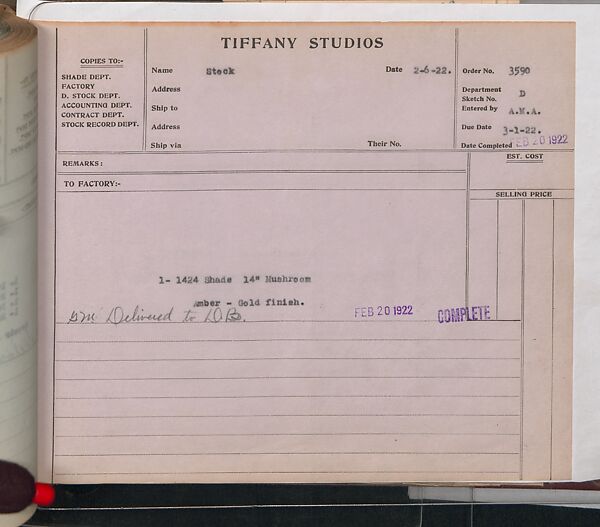 TIFFANY STUDIOS
COPIES TO:-
SHADE DEPT.
FACTORY
D. STOCK DEPT.
ACCOUNTING DEPT.
CONTRACT DEPT.
STOCK RECORD DEPT.
Name Stock Date 2-6-22.
Address
Ship to
Address
Ship via Their No.
Order No. 3590
Department D
Sketch No.
Entered by A.M.A.
Due Date 3-1-22.
Date Completed EB 20 1922
REMARKS:
EST. COST
TO FACTORY:-
SELLING PRICE
1- 1424 Shade 14" Mushroom
Amber - Gold finish.
Delivered to D.B. FEB 20 1922 COMPLETE